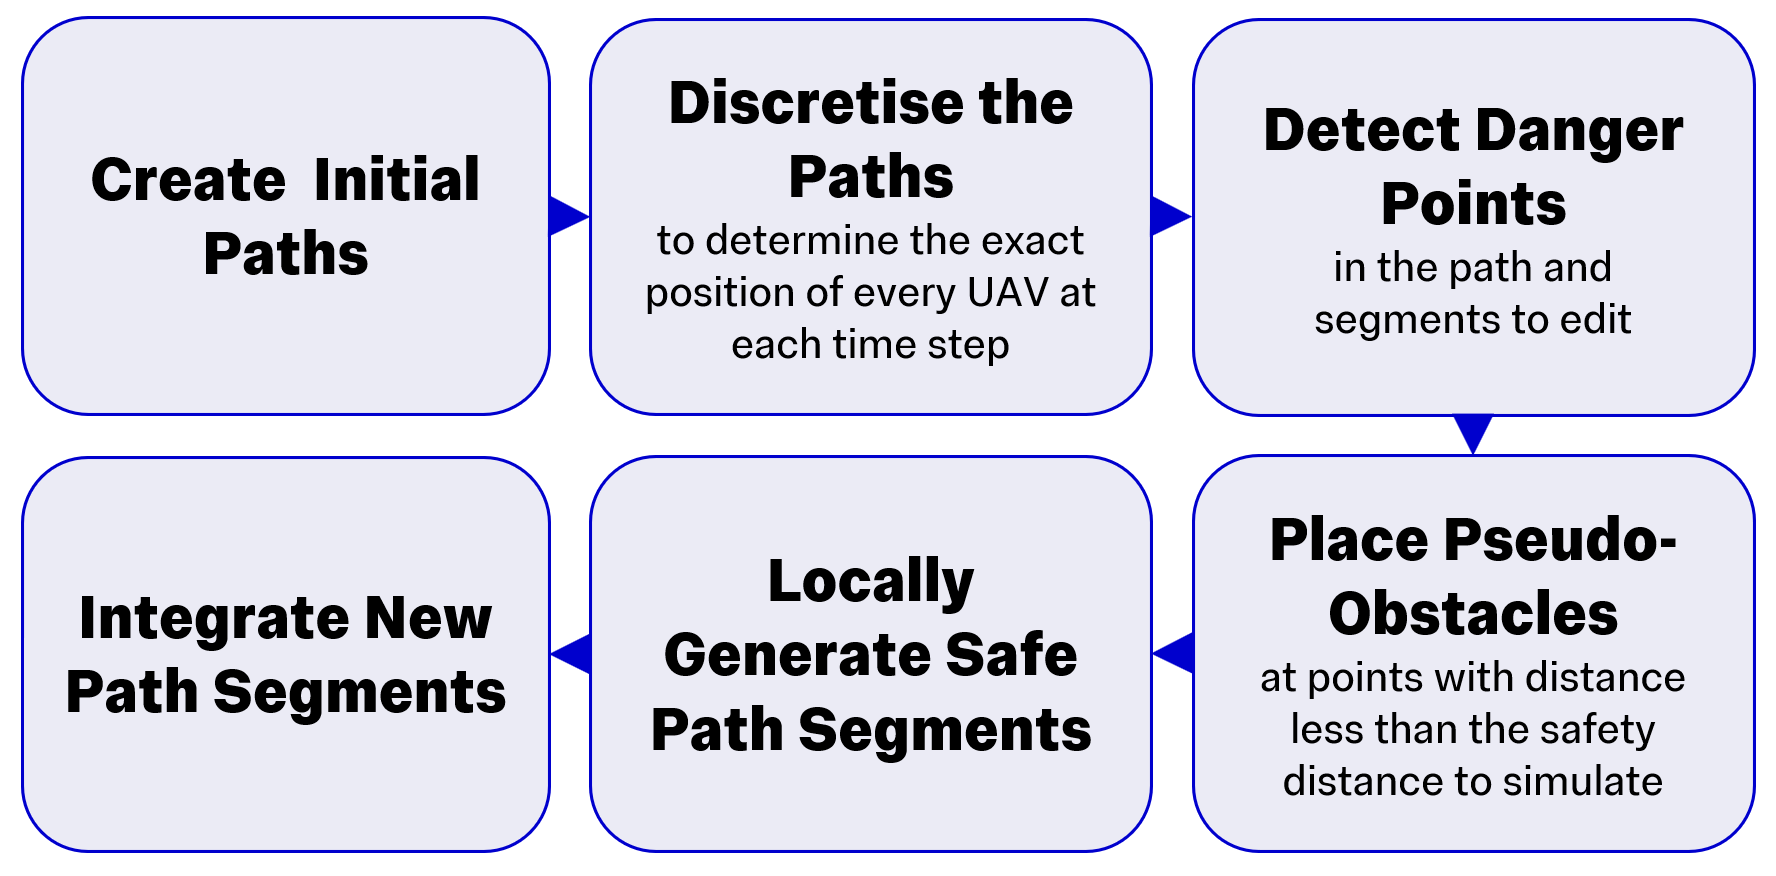 Create  Initial
Paths
Discretise the
Paths
to determine the exact
position of every UAV at
each time step
Detect Danger
Points
in the path and
segments to edit
Place Pseudo-
Obstacles
at points with distance
less than the safety
distance to simulate
Locally
Generate Safe
Path Segments
Integrate New
Path Segments